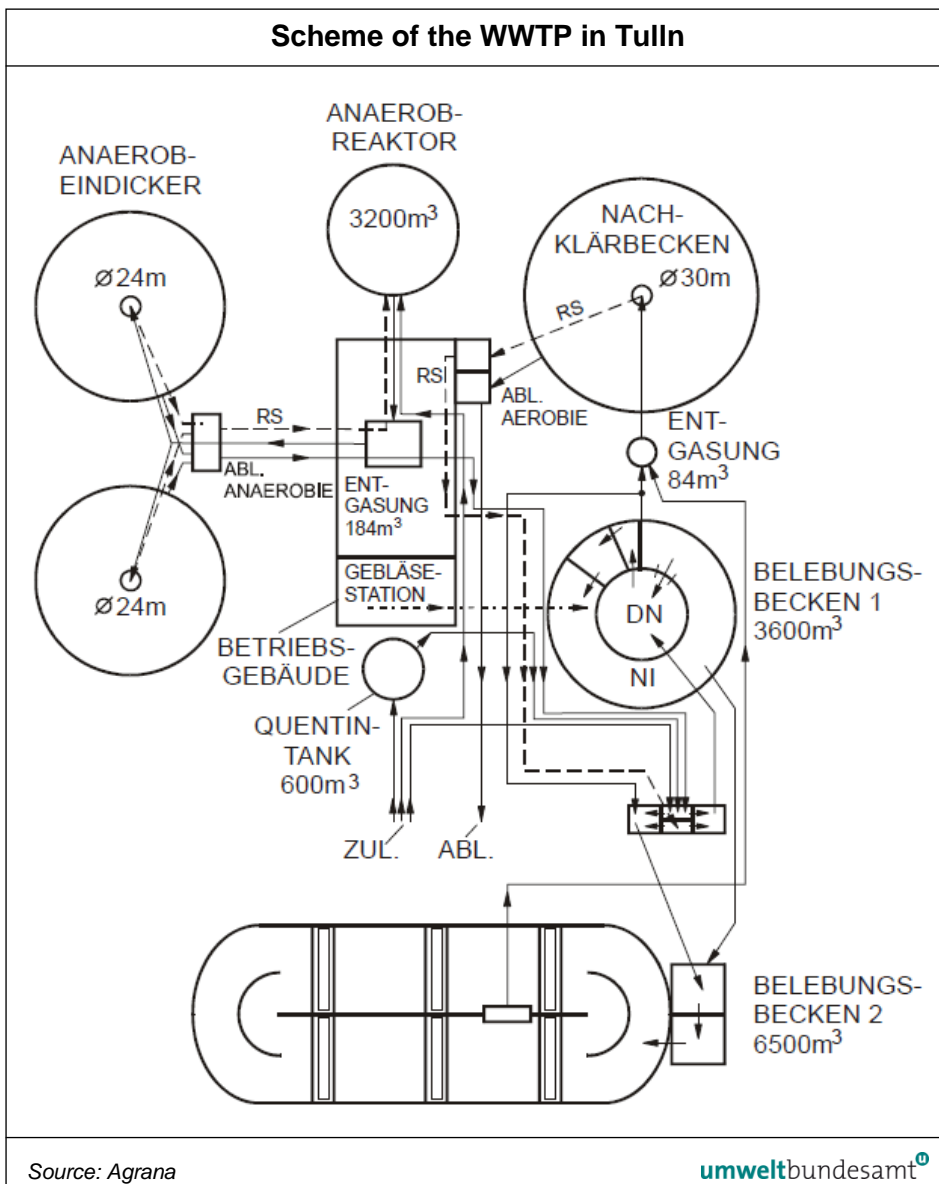 Scheme of the WWTP in Tulln
ANAEROB-
REAKTOR
3200m³
ANAEROB-
EINDICKER
Ø24m
NACH-
KLÄRBECKEN
Ø30m
RS
RS
RS
ABL.
AEROBIE
ABL.
ANAEROBIE
ENT-
GASUNG
184m³
ENT-
GASUNG
84m³
GEBLÄSE-
STATION
Ø24m
BETRIEBS-
GEBÄUDE
DN
NI
BELEBUNGS-
BECKEN 1
3600m³
QUENTIN-
TANK
600m³
ZUL.
ABL.
BELEBUNGS-
BECKEN 2
6500m³
Source: Agrana
umweltbundesamtᵘ